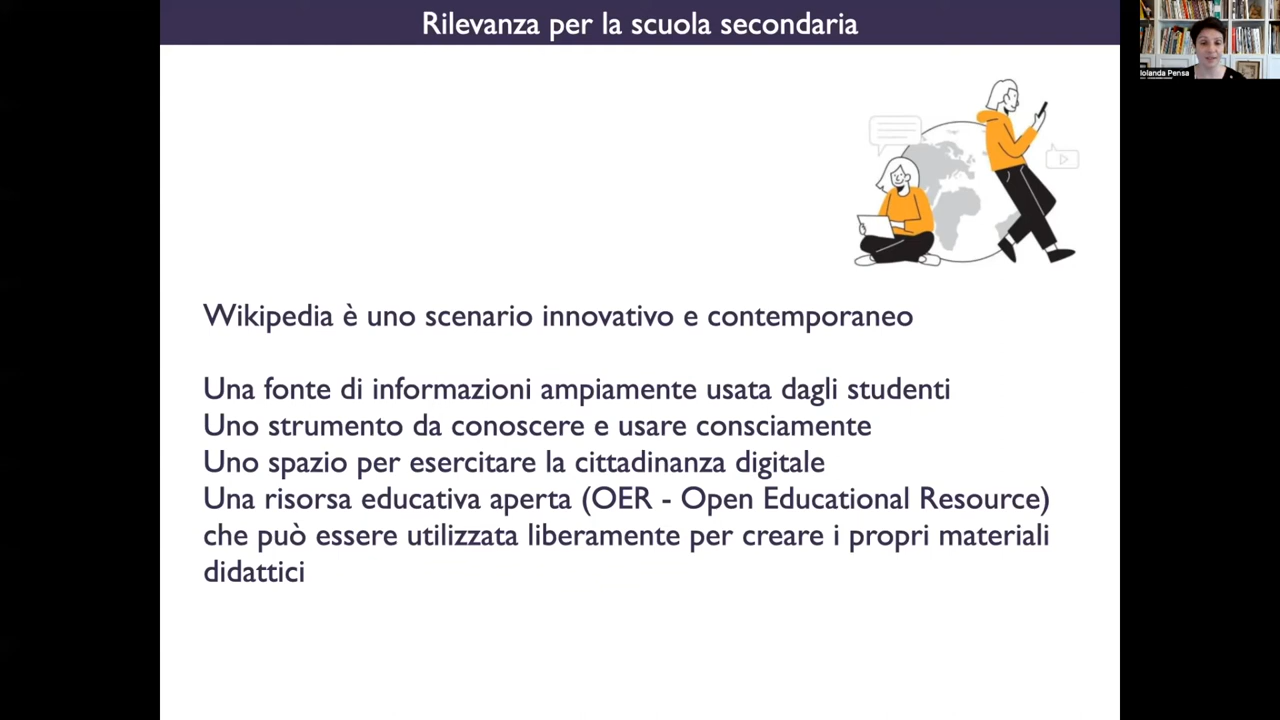 Rilevanza per la scuola secondaria
Iolanda Pensa
Wikipedia è uno scenario innovativo e contemporaneo
Una fonte di informazioni ampiamente usata dagli studenti
Uno strumento da conoscere e usare consciamente
Uno spazio per esercitare la cittadinanza digitale
Una risorsa educativa aperta (OER - Open Educational Resource)
che può essere utilizzata liberamente per creare i propri materiali
didattici